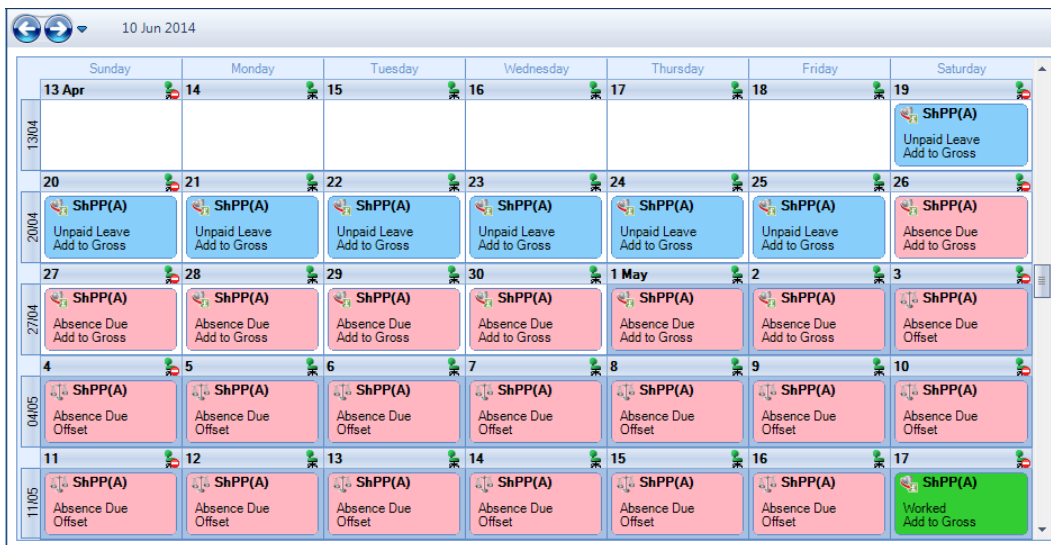 10 Jun 2014
Sunday Monday Tuesday Wednesday Thursday Friday Saturday
13/04
13 Apr 14 15 16 17 18 19
ShPP(A)
Unpaid Leave
Add to Gross
20/04
20 21 22 23 24 25 26
ShPP(A) ShPP(A) ShPP(A) ShPP(A) ShPP(A) ShPP(A) ShPP(A)
Unpaid Leave Unpaid Leave Unpaid Leave Unpaid Leave Unpaid Leave Unpaid Leave Absence Due
Add to Gross Add to Gross Add to Gross Add to Gross Add to Gross Add to Gross Add to Gross
27/04
27 28 29 30 1 May 2 3
ShPP(A) ShPP(A) ShPP(A) ShPP(A) ShPP(A) ShPP(A) ShPP(A)
Absence Due Absence Due Absence Due Absence Due Absence Due Absence Due Absence Due
Add to Gross Add to Gross Add to Gross Add to Gross Add to Gross Add to Gross Offset
04/05
4 5 6 7 8 9 10
ShPP(A) ShPP(A) ShPP(A) ShPP(A) ShPP(A) ShPP(A) ShPP(A)
Absence Due Absence Due Absence Due Absence Due Absence Due Absence Due Absence Due
Offset Offset Offset Offset Offset Offset Offset
11/05
11 12 13 14 15 16 17
ShPP(A) ShPP(A) ShPP(A) ShPP(A) ShPP(A) ShPP(A) ShPP(A)
Absence Due Absence Due Absence Due Absence Due Absence Due Absence Due Worked
Offset Offset Offset Offset Offset Offset Add to Gross